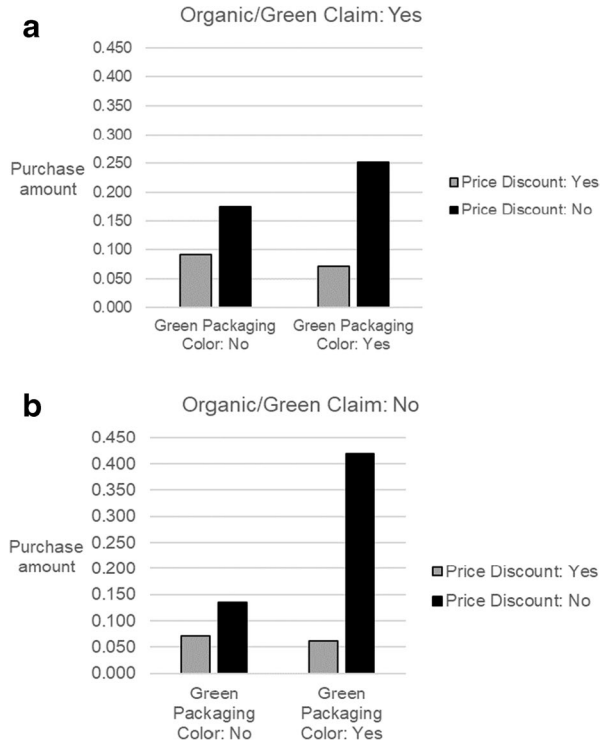 a
Organic/Green Claim: Yes
0.450
0.400
0.350
0.300
0.250
0.200
0.150
0.100
0.050
0.000
Purchase
amount
Price Discount: Yes
Price Discount: No
Green Packaging
Color: No
Green Packaging
Color: Yes
b
Organic/Green Claim: No
0.450
0.400
0.350
0.300
0.250
0.200
0.150
0.100
0.050
0.000
Purchase
amount
Price Discount: Yes
Price Discount: No
Green
Packaging
Color: No
Green
Packaging
Color: Yes